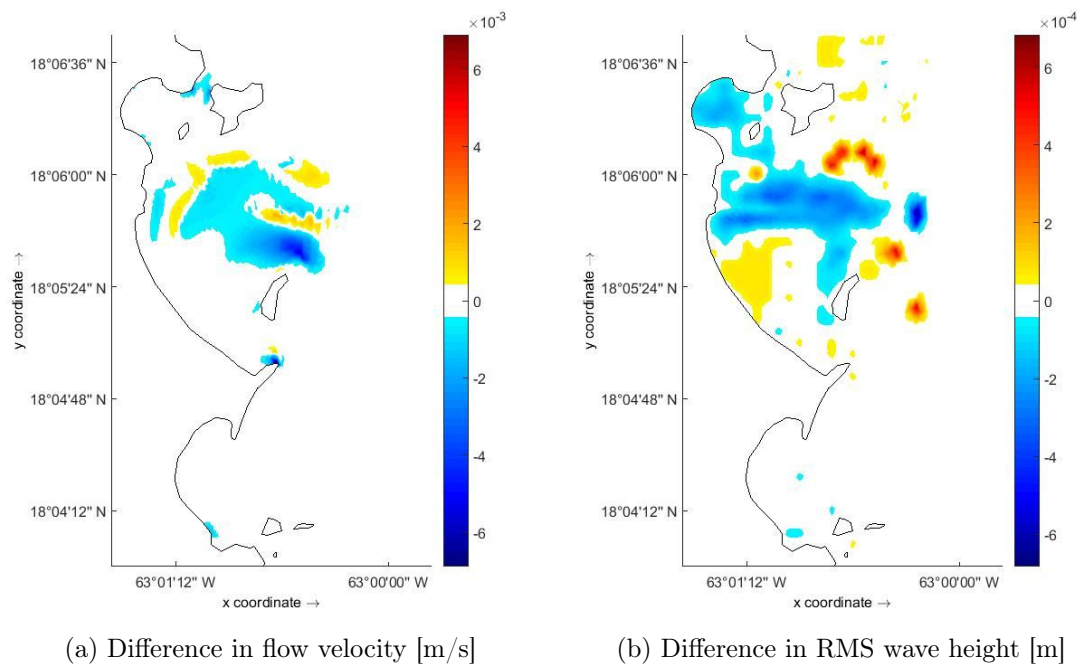 ×10⁻³
18°06'36" N
18°06'00" N
18°05'24" N
18°04'48" N
18°04'12" N
y coordinate →
63°01'12" W
63°00'00" W
x coordinate →
6
4
2
0
-2
-4
-6
(a) Difference in flow velocity [m/s]
×10⁻⁴
18°06'36" N
18°06'00" N
18°05'24" N
18°04'48" N
18°04'12" N
y coordinate →
63°01'12" W
63°00'00" W
x coordinate →
6
4
2
0
-2
-4
-6
(b) Difference in RMS wave height [m]